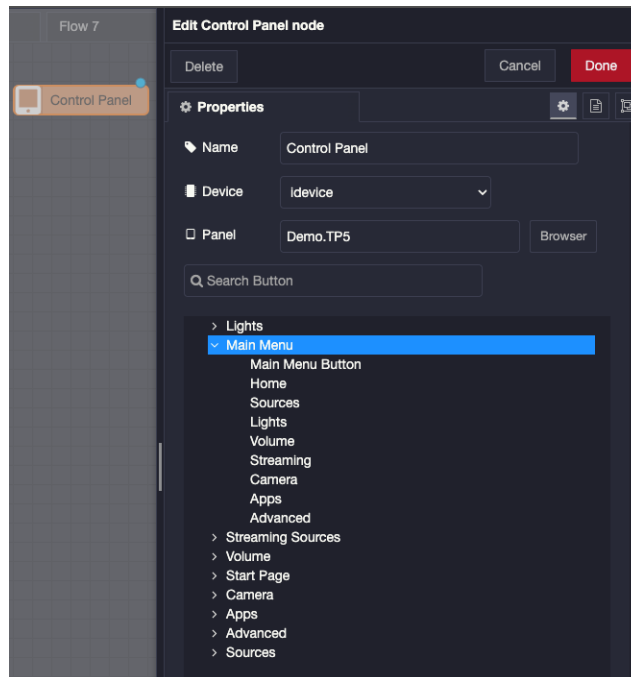 Flow 7
Edit Control Panel node
Delete
Cancel
Done
Control Panel
Properties
Name
Control Panel
Device
idevice
Panel
Demo.TP5
Browser
Search Button
Lights
Main Menu
Main Menu Button
Home
Sources
Lights
Volume
Streaming
Camera
Apps
Advanced
Streaming Sources
Volume
Start Page
Camera
Apps
Advanced
Sources